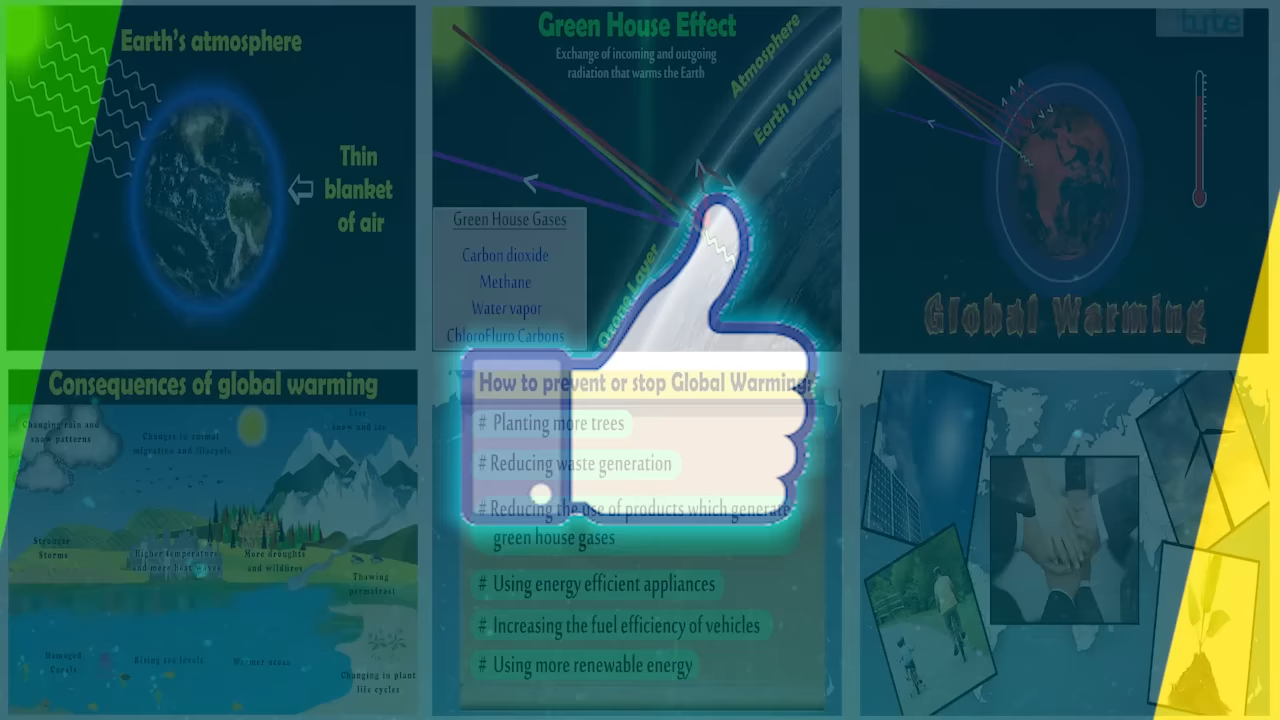 Earth's atmosphere
Thin
blanket
of air
Green House Effect
Exchange of incoming and outgoing
radiation that warms the Earth
Atmosphere
Earth Surface
Ozone Layer
Green House Gases
Carbon dioxide
Methane
Water vapor
ChloroFluro Carbons
byte
Global Warming
Consequences of global warming
Changing rain and
snow patterns
Changes in animal
migration and lifecycle
Less
snow and ice
Stronger
Storms
Higher temperature
and more heat waves
More droughts
and wildfires
Thawing
permafrost
Damaged
Corals
Rising sea levels
Warmer ocean
Changing in plant
life cycles
How to prevent or stop Global Warming
# Planting more trees
# Reducing waste generation
# Reducing the use of products which generate
green house gases
# Using energy efficient appliances
# Increasing the fuel efficiency of vehicles
# Using more renewable energy